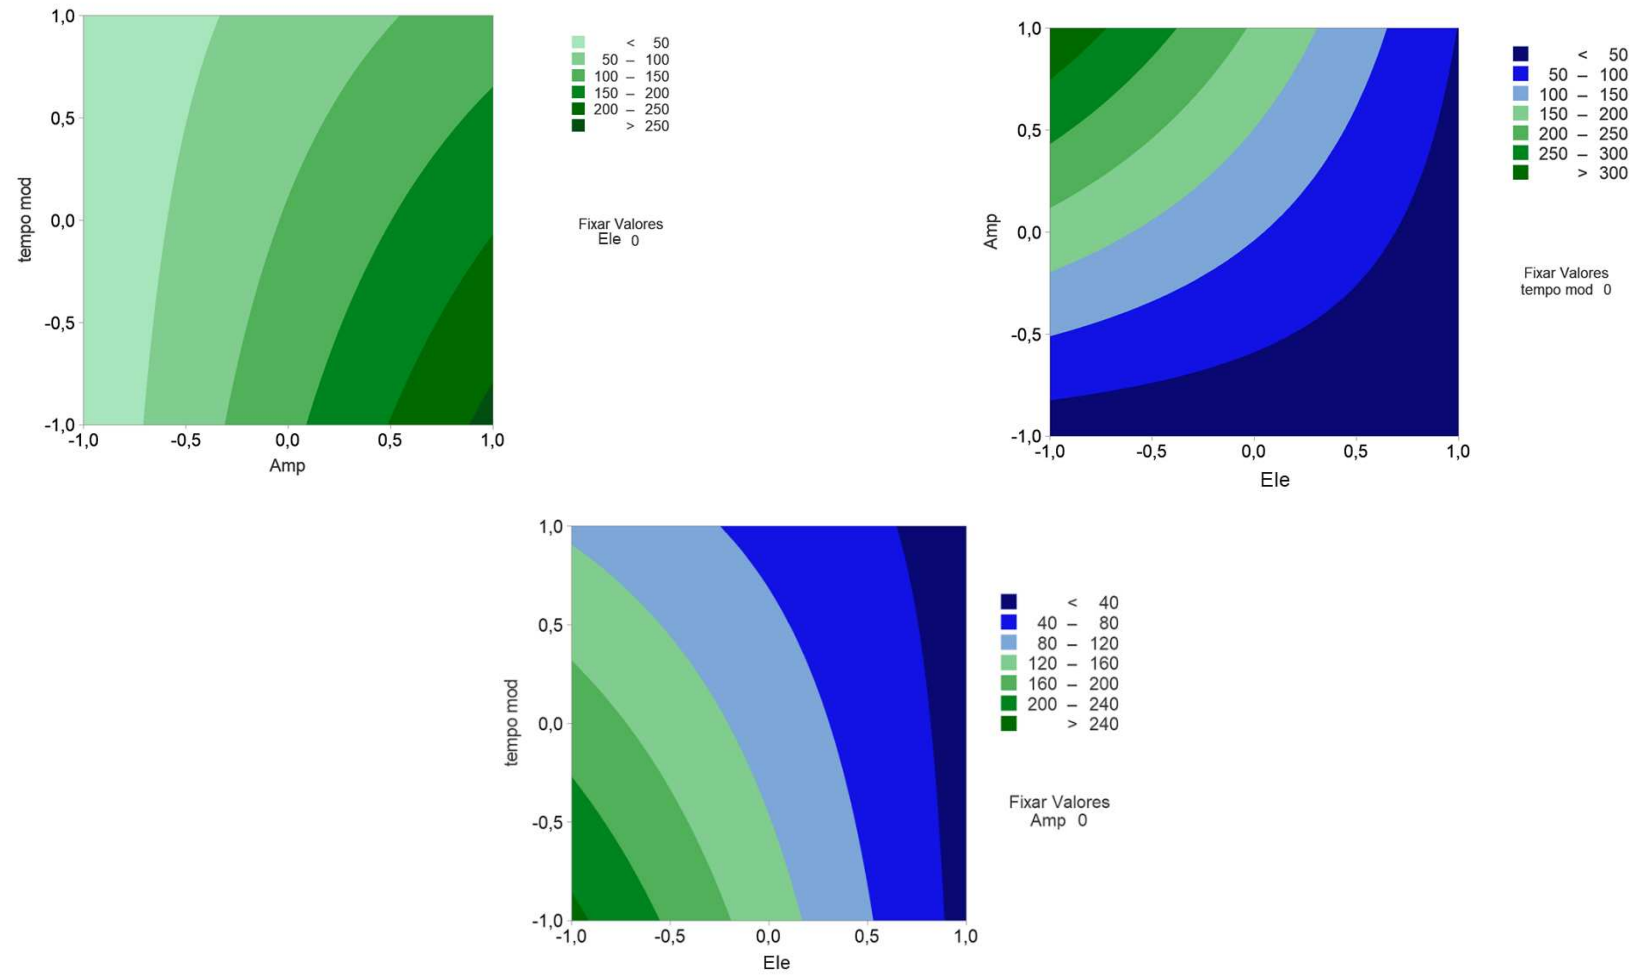 1,0
0,5
0,0
-0,5
-1,0
tempo mod
-1,0 -0,5 0,0 0,5 1,0
Amp
< 50
50 – 100
100 – 150
150 – 200
200 – 250
> 250
Fixar Valores
Ele 0
1,0
0,5
0,0
-0,5
-1,0
Amp
-1,0 -0,5 0,0 0,5 1,0
Ele
< 50
50 – 100
100 – 150
150 – 200
200 – 250
250 – 300
> 300
Fixar Valores
tempo mod 0
1,0
0,5
0,0
-0,5
-1,0
tempo mod
-1,0 -0,5 0,0 0,5 1,0
Ele
< 40
40 – 80
80 – 120
120 – 160
160 – 200
200 – 240
> 240
Fixar Valores
Amp 0